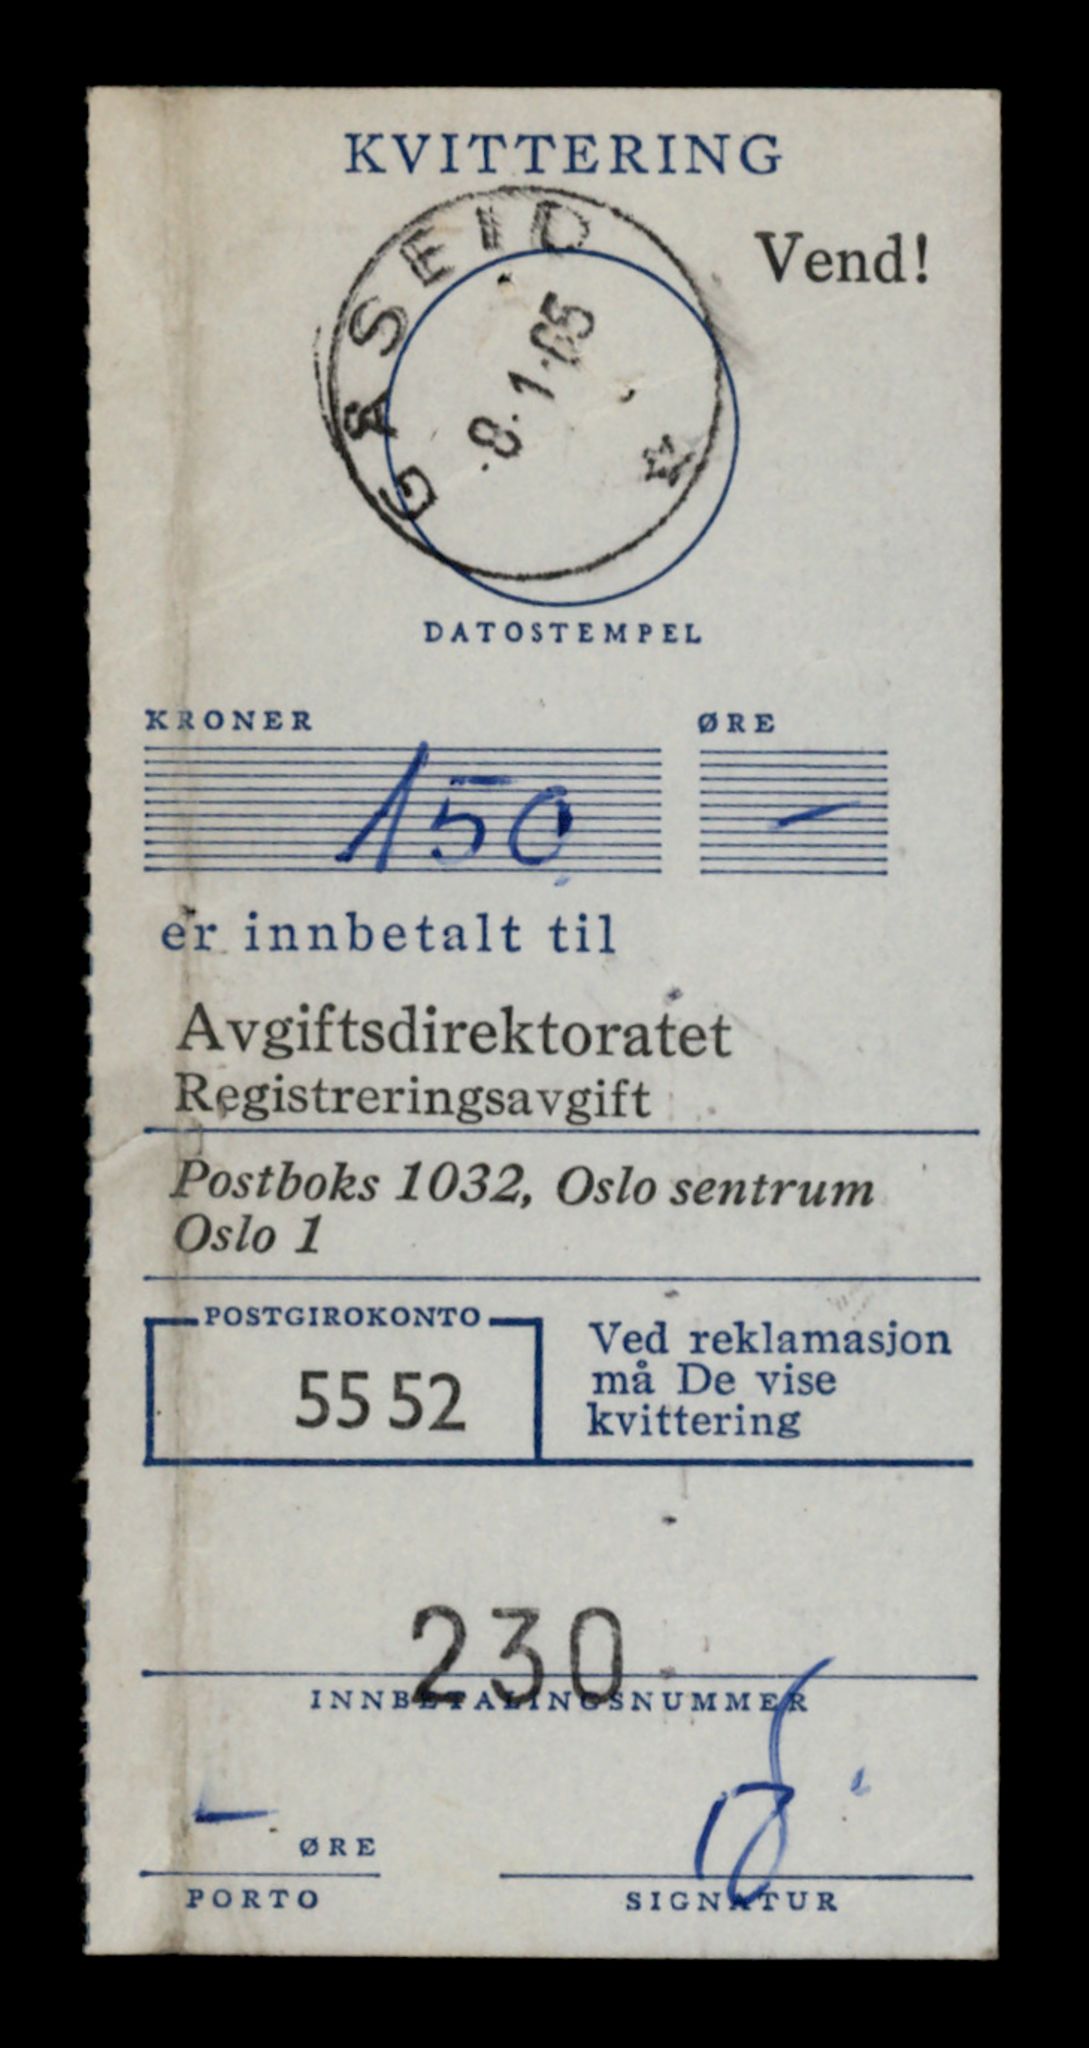 KVITTERING
Vend!
GÅSEID
-8.1.65
DATOSTEMPEL
KRONER ØRE
150 -
er innbetalt til
Avgiftsdirektoratet
Registreringsavgift
Postboks 1032, Oslo sentrum
Oslo 1
POSTGIROKONTO
55 52
Ved reklamasjon
må De vise
kvittering
230
INNBETALINGSNUMMER
- ØRE
PORTO
SIGNATUR